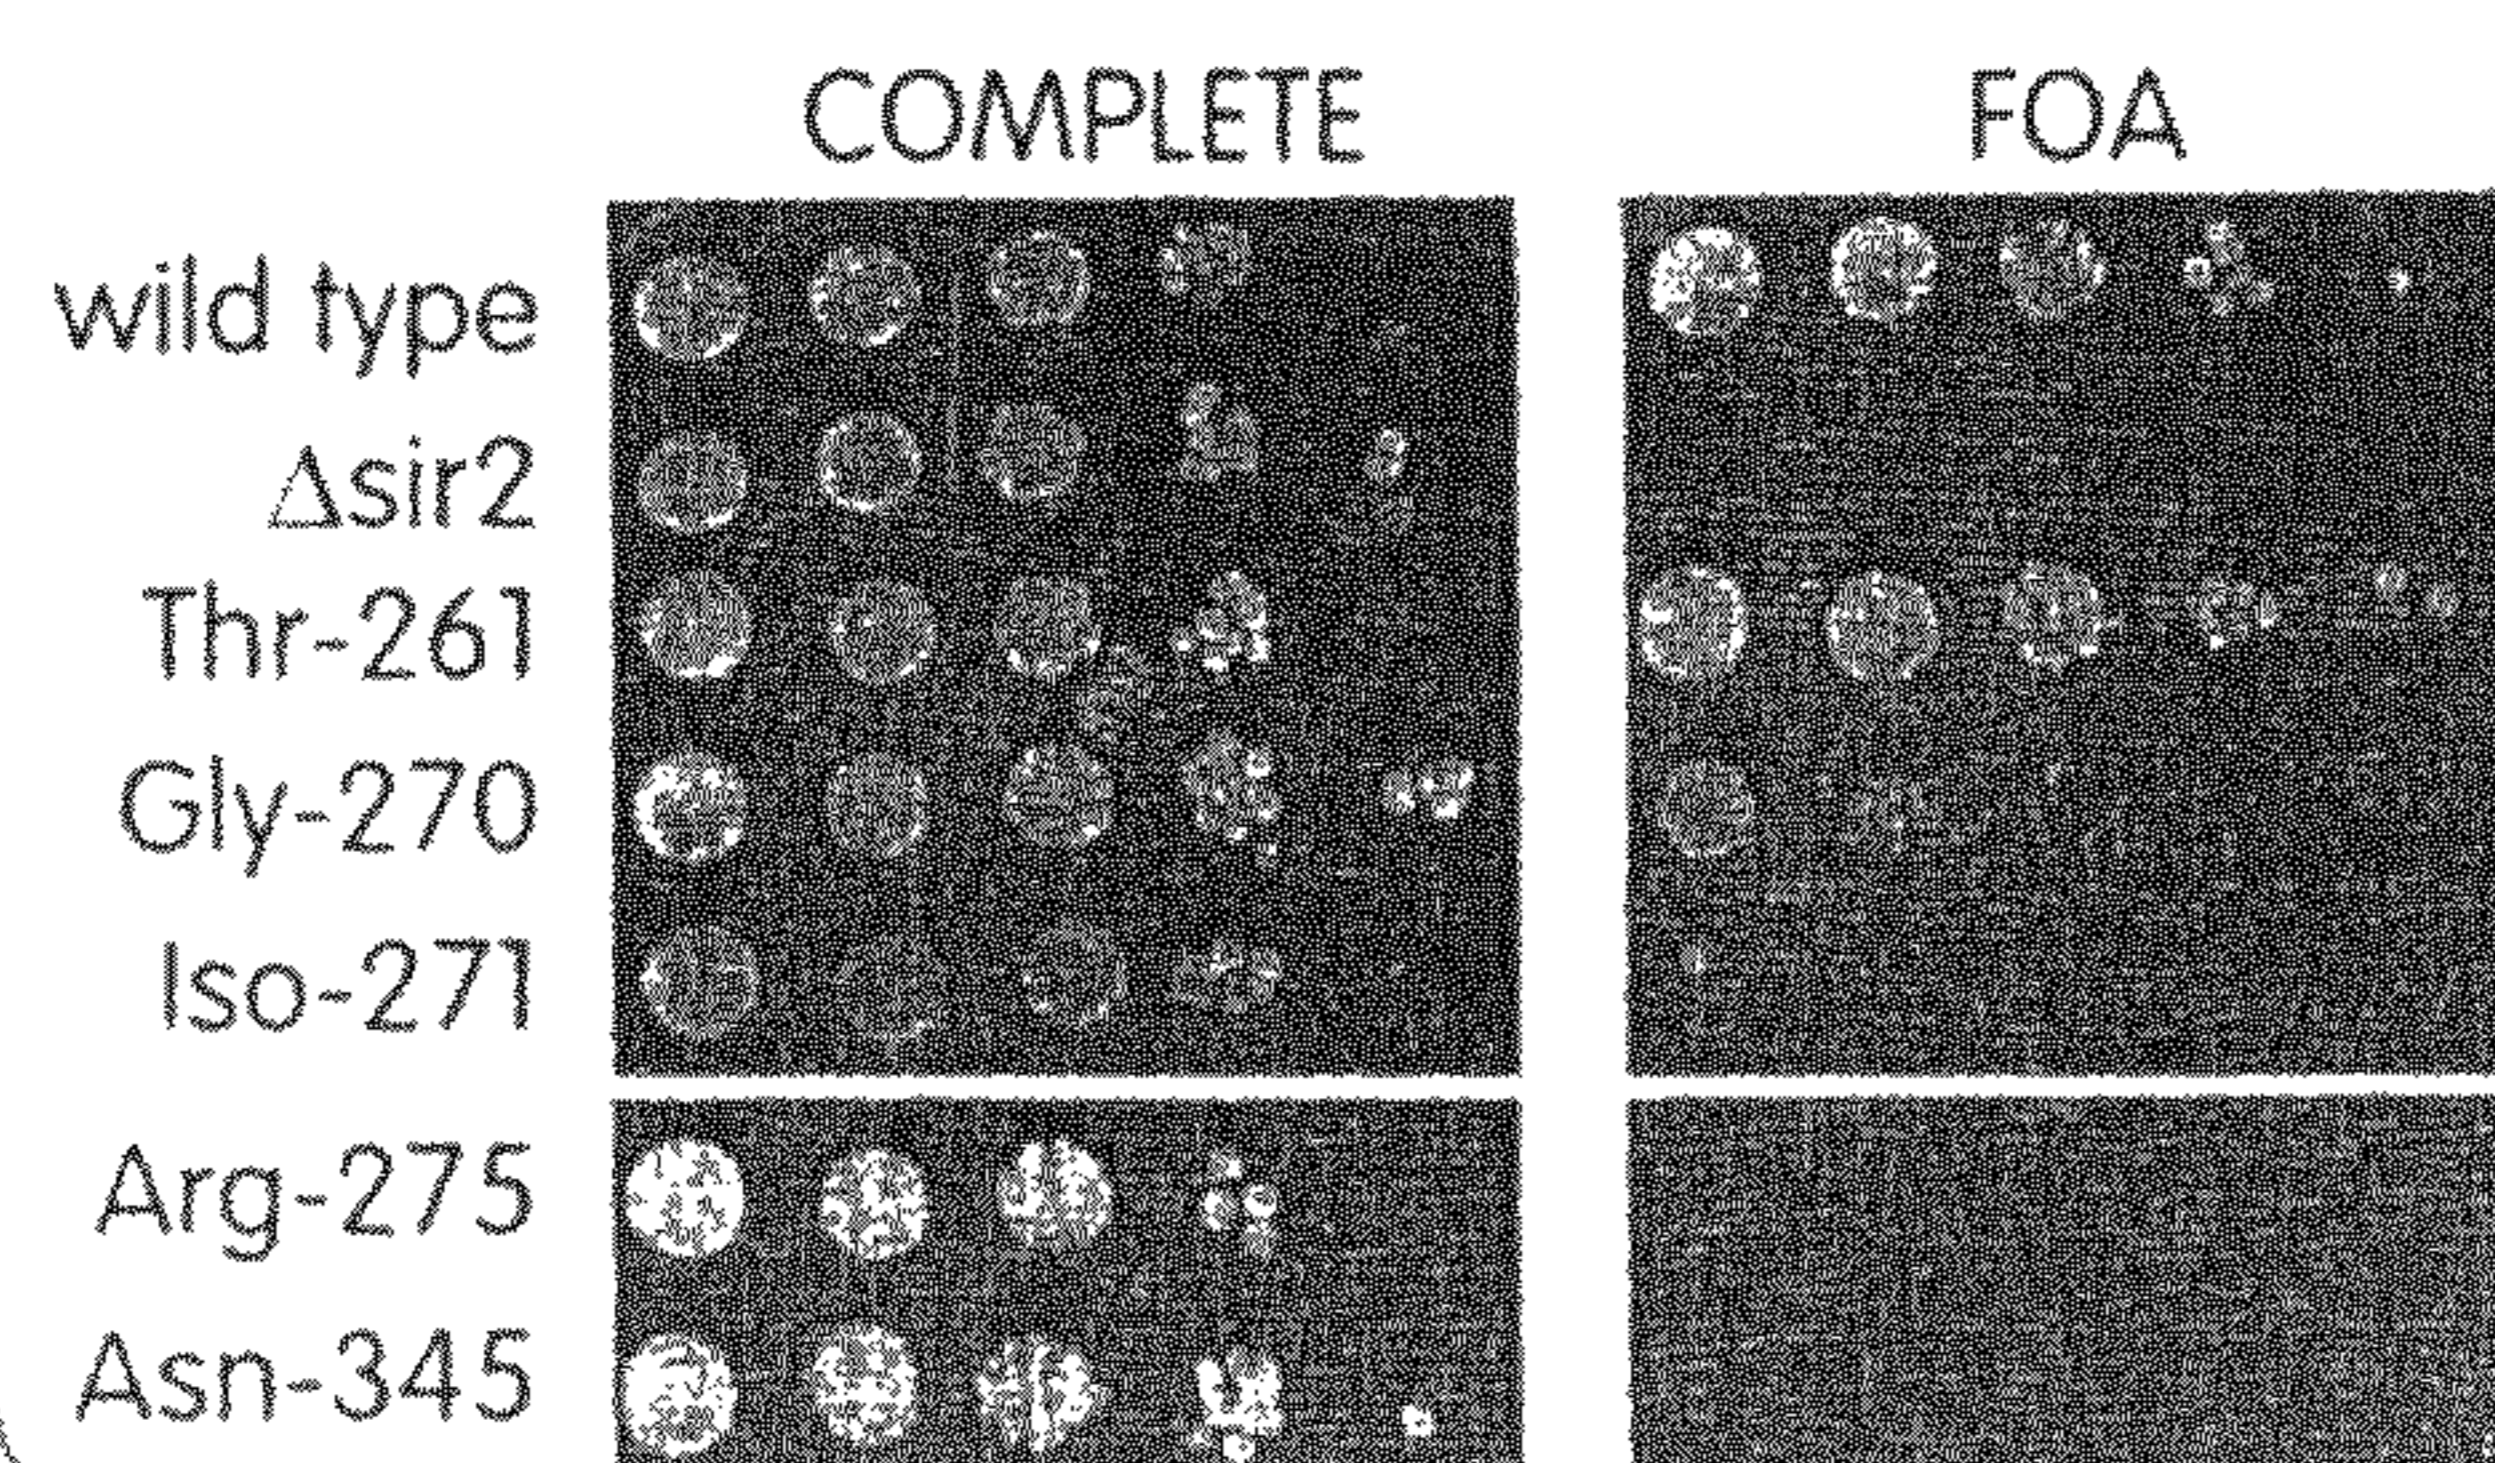 COMPLETE FOA
wild type
Δsir2
Thr-261
Gly-270
Iso-271
Arg-275
Asn-345